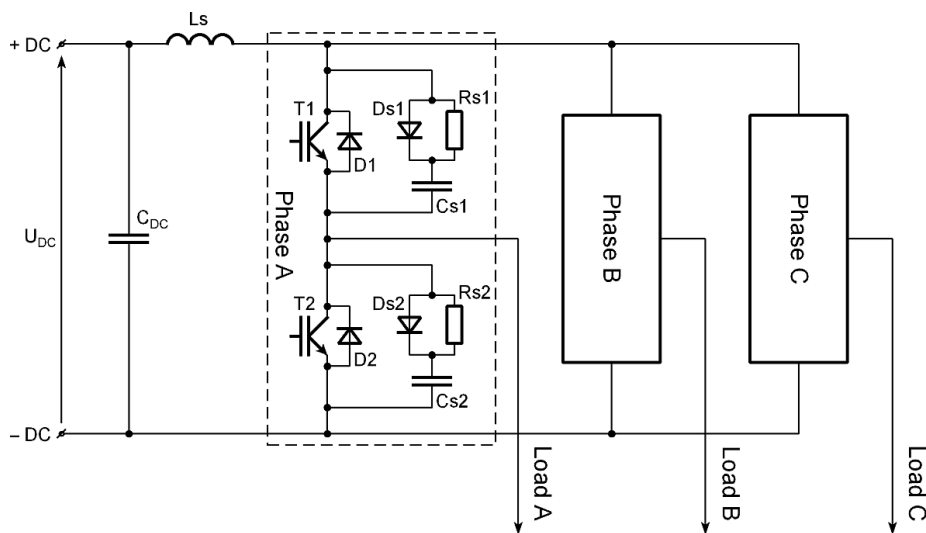 Ls
+ DC
T1
Ds1
Rs1
D1
Cs1
Phase A
Phase B
Phase C
C_DC
U_DC
T2
Ds2
Rs2
D2
Cs2
– DC
Load A
Load B
Load C